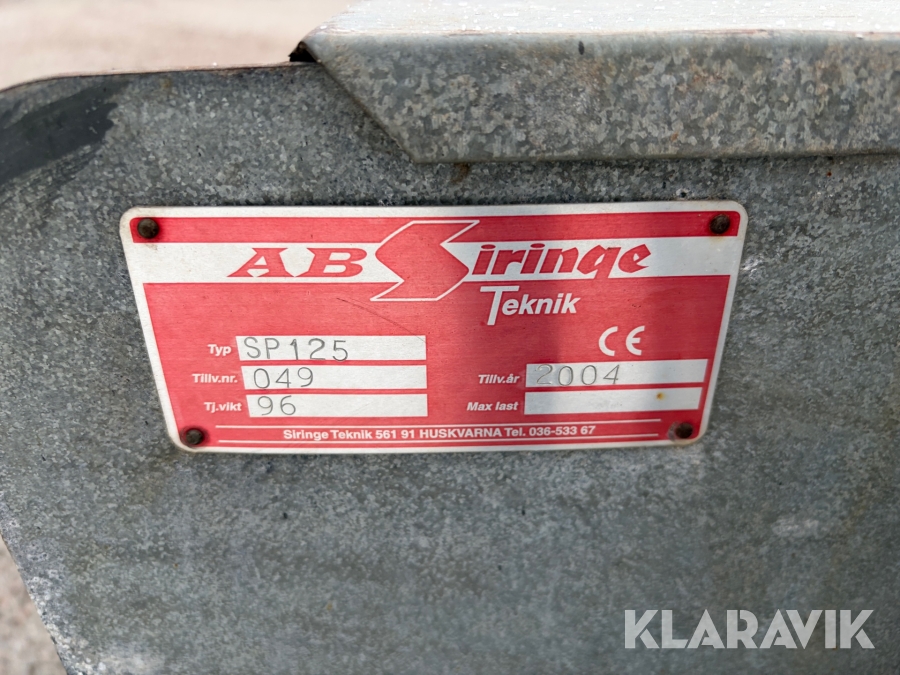 AB Siringe
Teknik
Typ SP125
CE
Tillv.nr. 049
Tillv.år 2004
Tj.vikt 96
Max last
Siringe Teknik 561 91 HUSKVARNA Tel. 036-533 67
KLARAVIK